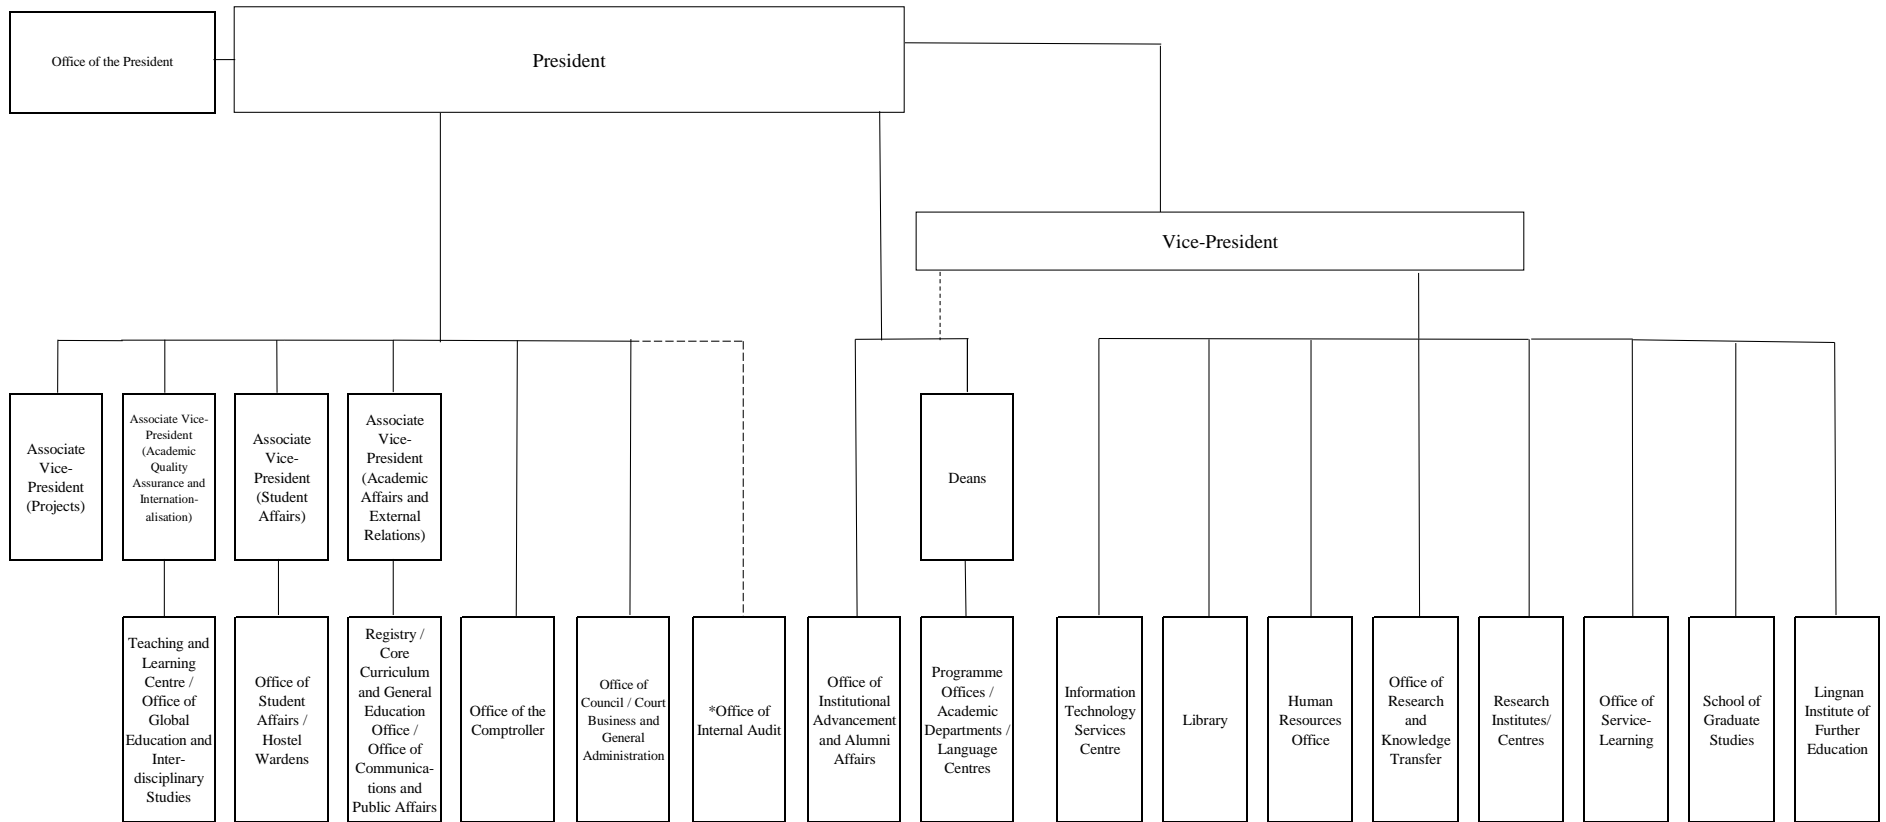 Office of the President
President
Vice-President
Associate
Vice-
President
(Projects)
Associate Vice-
President
(Academic
Quality
Assurance and
Internation-
alisation)
Associate
Vice-
President
(Student
Affairs)
Associate
Vice-
President
(Academic
Affairs and
External
Relations)
Deans
Teaching and
Learning
Centre /
Office of
Global
Education and
Inter-
disciplinary
Studies
Office of
Student
Affairs /
Hostel
Wardens
Registry /
Core
Curriculum
and General
Education
Office /
Office of
Communica-
tions and
Public Affairs
Office of the
Comptroller
Office of
Council / Court
Business and
General
Administration
*Office of
Internal Audit
Office of
Institutional
Advancement
and Alumni
Affairs
Programme
Offices /
Academic
Departments /
Language
Centres
Information
Technology
Services
Centre
Library
Human
Resources
Office
Office of
Research
and
Knowledge
Transfer
Research
Institutes/
Centres
Office of
Service-
Learning
School of
Graduate
Studies
Lingnan
Institute of
Further
Education